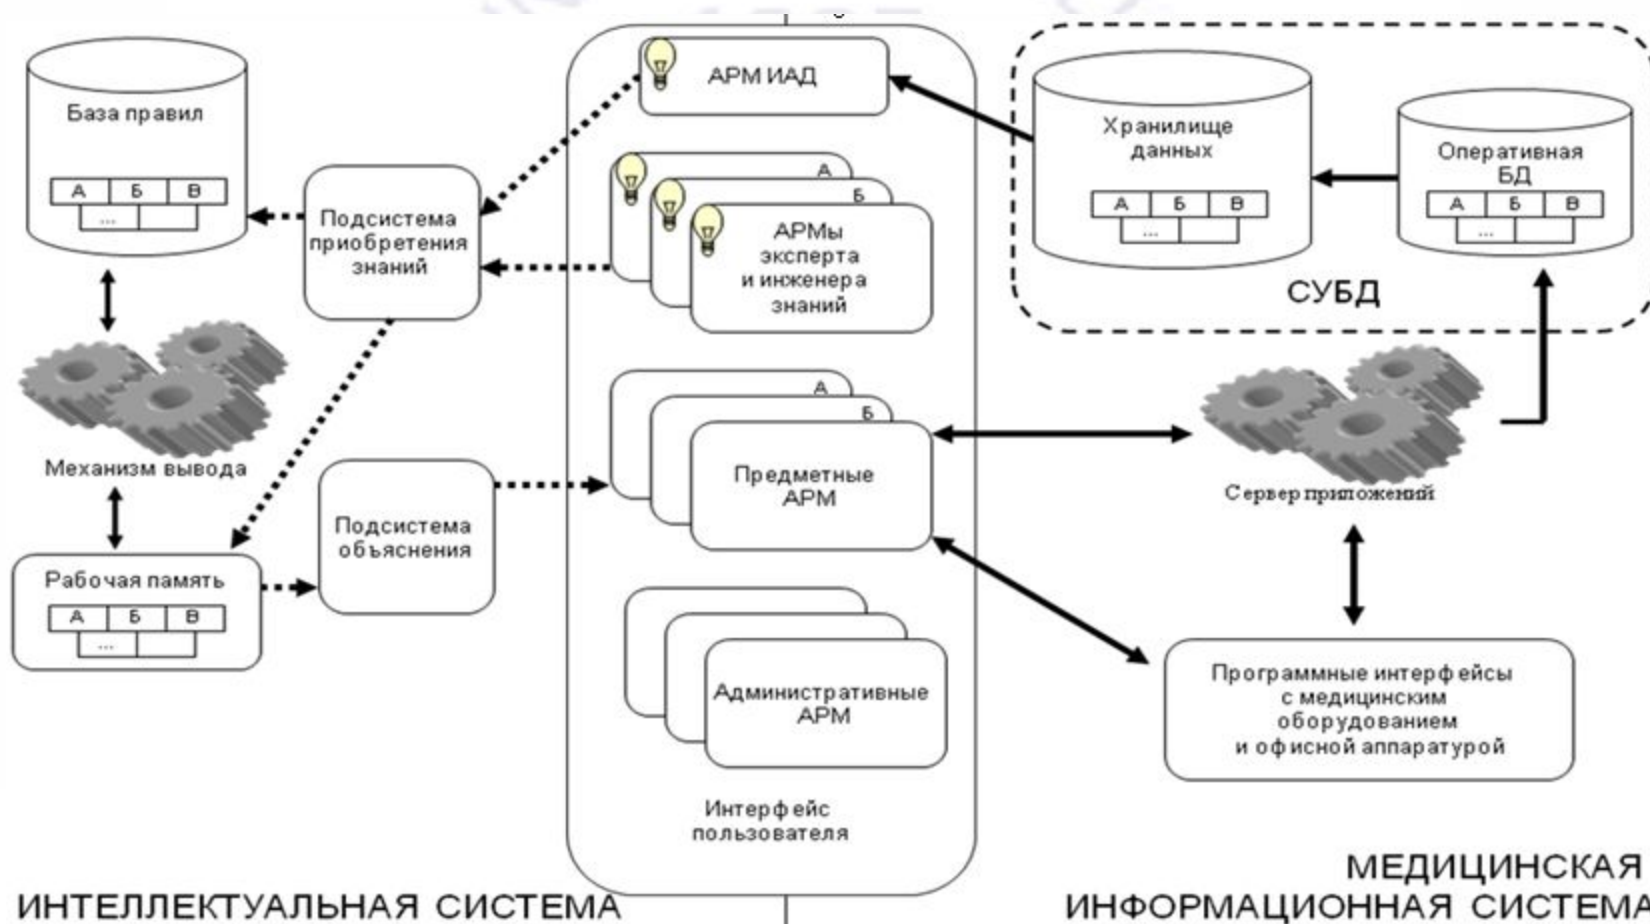 База правил
А Б В
...
Подсистема
приобретения
знаний
Механизм вывода
Рабочая память
А Б В
...
Подсистема
объяснения
АРМ ИАД
А
Б
АРМы
эксперта
и инженера
знаний
А
Б
Предметные
АРМ
Административные
АРМ
Интерфейс
пользователя
Хранилище
данных
А Б В
...
Оперативная
БД
А Б В
...
СУБД
Сервер приложений
Программные интерфейсы
с медицинским
оборудованием
и офисной аппаратурой
ИНТЕЛЛЕКТУАЛЬНАЯ СИСТЕМА
МЕДИЦИНСКАЯ
ИНФОРМАЦИОННАЯ СИСТЕМА